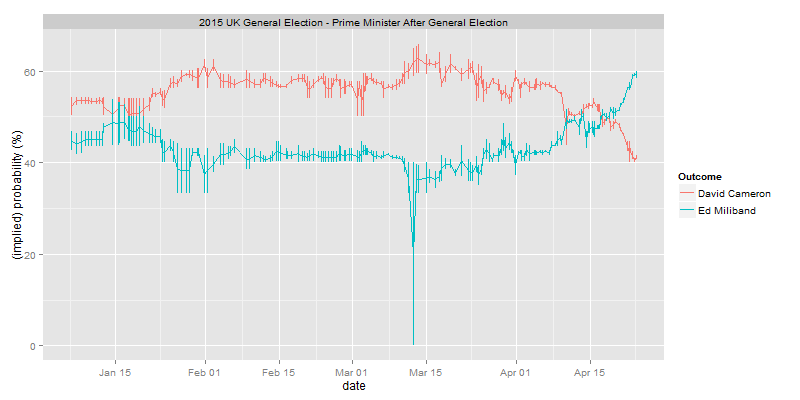 2015 UK General Election - Prime Minister After General Election
(implied) probability (%)
60
40
20
0
Jan 15
Feb 01
Feb 15
Mar 01
Mar 15
Apr 01
Apr 15
date
Outcome
David Cameron
Ed Miliband